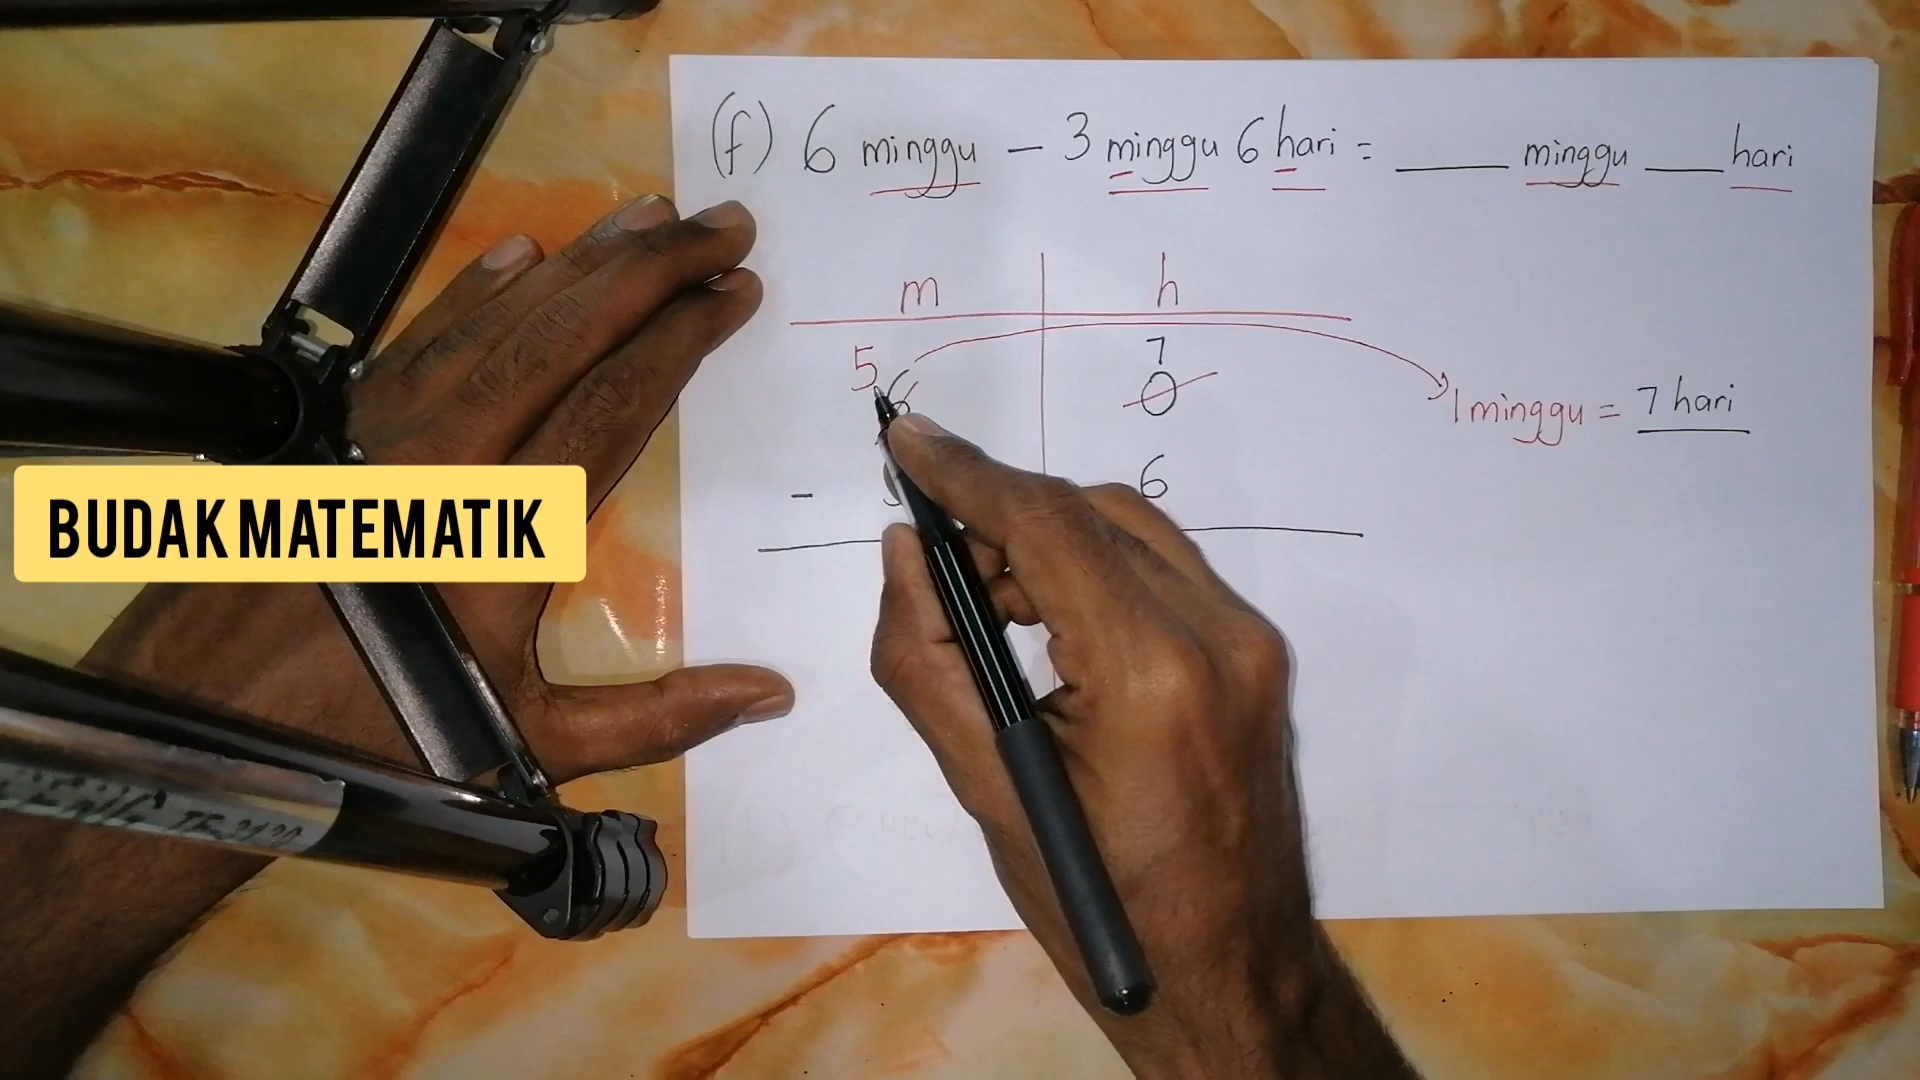 (f) 6 minggu - 3 minggu 6 hari = ____ minggu ____ hari
m h
5 7
6 0
1 minggu = 7 hari
- 6
BUDAK MATEMATIK